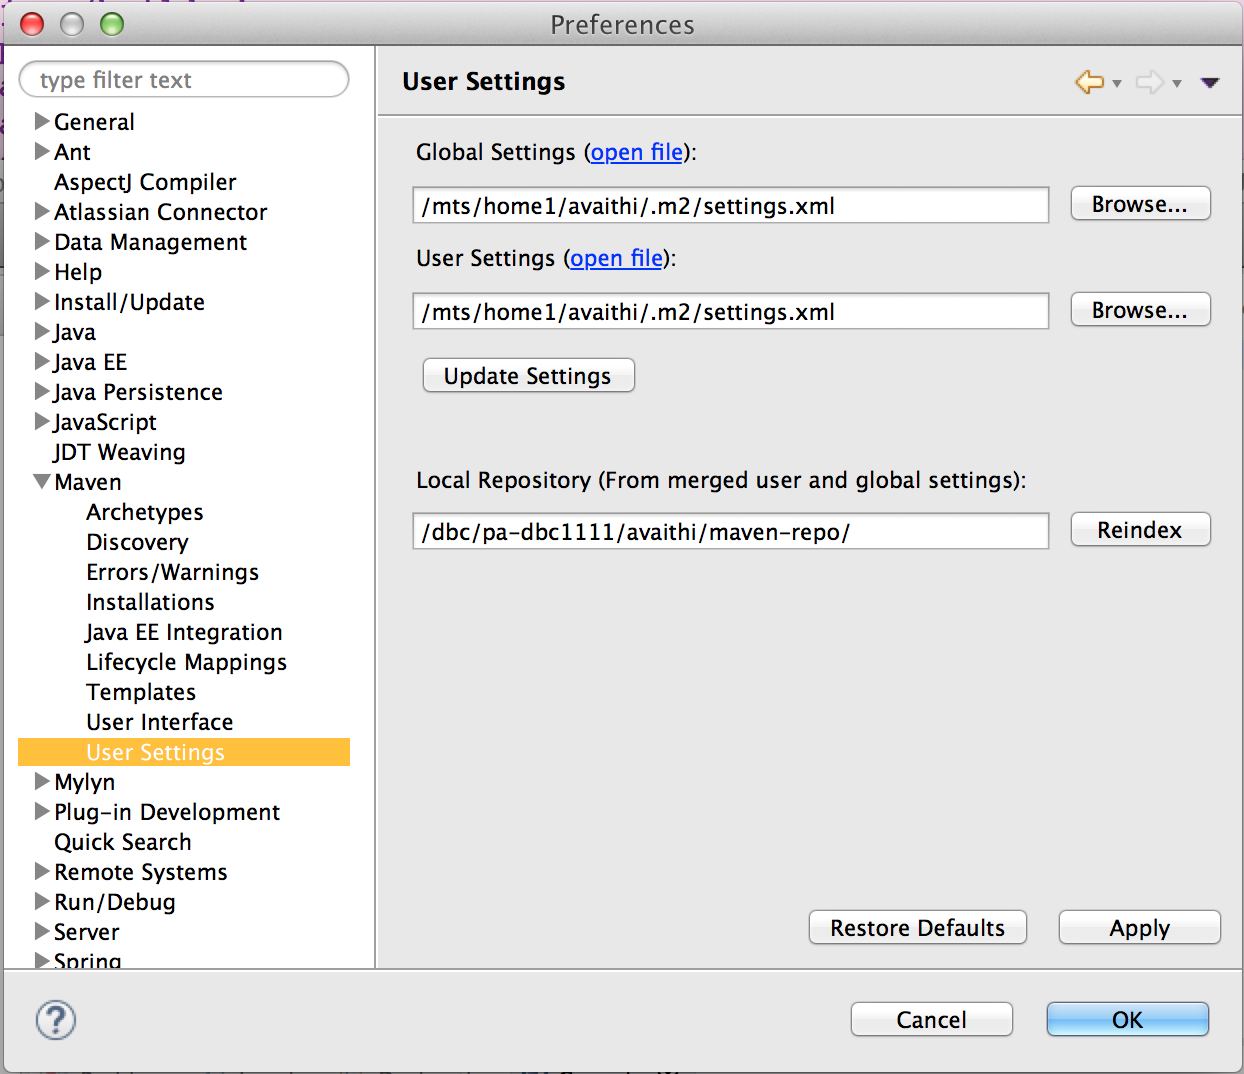 Preferences
type filter text
General
Ant
AspectJ Compiler
Atlassian Connector
Data Management
Help
Install/Update
Java
Java EE
Java Persistence
JavaScript
JDT Weaving
Maven
Archetypes
Discovery
Errors/Warnings
Installations
Java EE Integration
Lifecycle Mappings
Templates
User Interface
User Settings
Mylyn
Plug-in Development
Quick Search
Remote Systems
Run/Debug
Server
Spring
User Settings
Global Settings (open file):
/mts/home1/avaithi/.m2/settings.xml
Browse...
User Settings (open file):
/mts/home1/avaithi/.m2/settings.xml
Browse...
Update Settings
Local Repository (From merged user and global settings):
/dbc/pa-dbc1111/avaithi/maven-repo/
Reindex
Restore Defaults
Apply
?
Cancel
OK